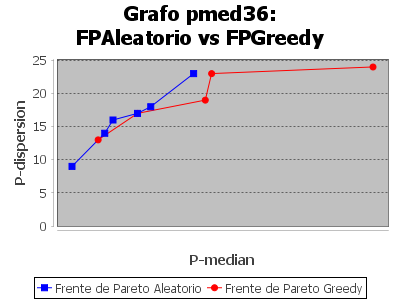 Grafo pmed36:
FPAleatorio vs FPGreedy
25
20
15
10
5
0
P-dispersion
P-median
Frente de Pareto Aleatorio
Frente de Pareto Greedy